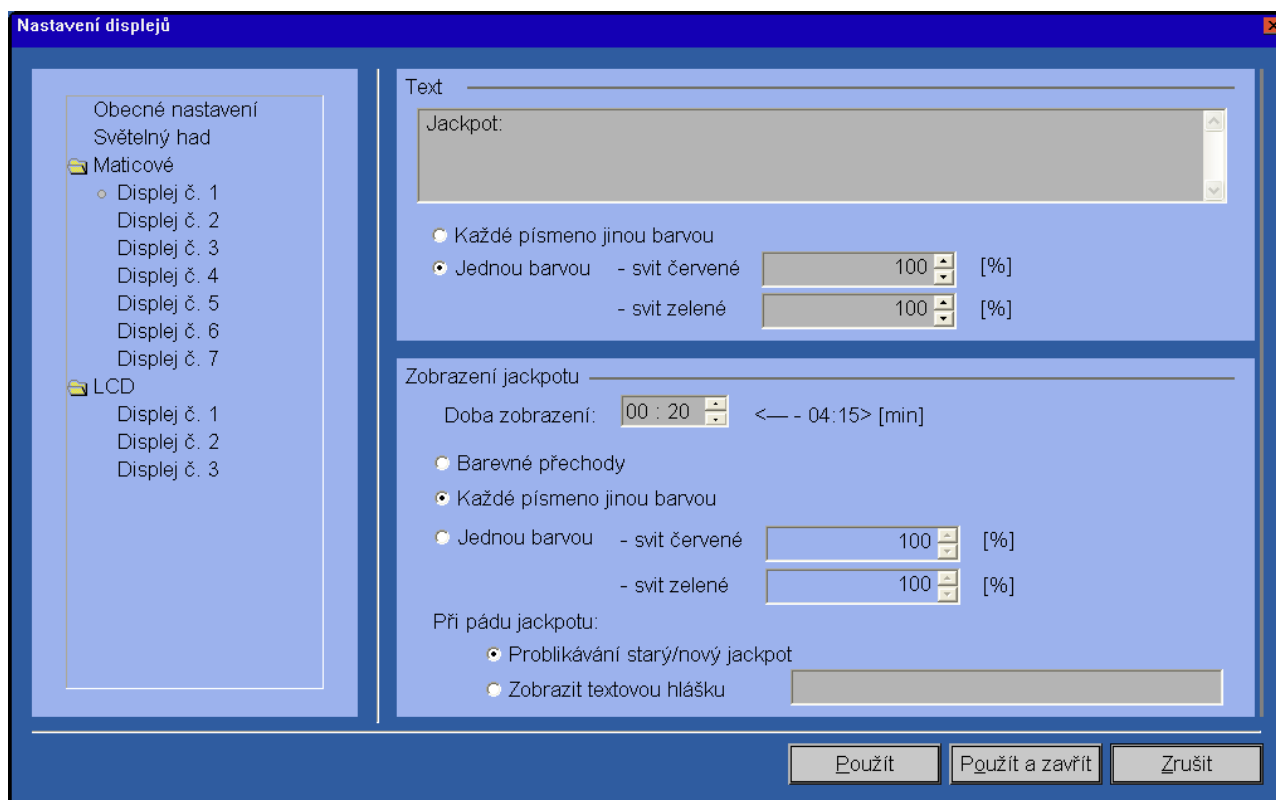 Nastavení displejů
Obecné nastavení
Světelný had
Maticové
Displej č. 1
Displej č. 2
Displej č. 3
Displej č. 4
Displej č. 5
Displej č. 6
Displej č. 7
LCD
Displej č. 1
Displej č. 2
Displej č. 3
Text
Jackpot:
Každé písmeno jinou barvou
Jednou barvou - svit červené 100 [%]
- svit zelené 100 [%]
Zobrazení jackpotu
Doba zobrazení: 00 : 20 <— - 04:15> [min]
Barevné přechody
Každé písmeno jinou barvou
Jednou barvou - svit červené 100 [%]
- svit zelené 100 [%]
Při pádu jackpotu:
Problikávání starý/nový jackpot
Zobrazit textovou hlášku
Použít Použít a zavřít Zrušit